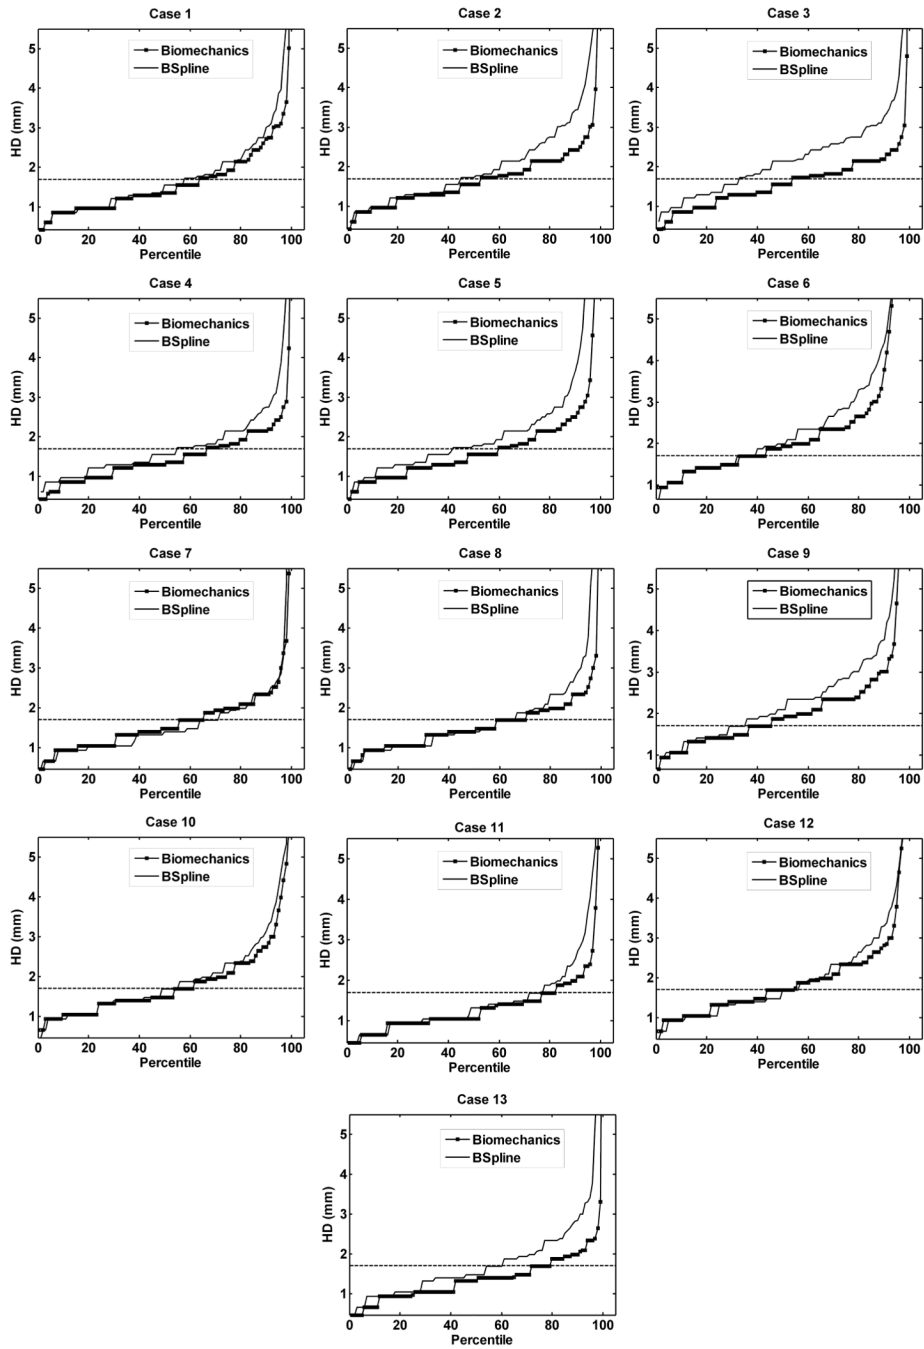 Case 1
5
4
3
2
1
HD (mm)
Biomechanics
BSpline
0 20 40 60 80 100
Percentile
Case 2
5
4
3
2
1
HD (mm)
Biomechanics
BSpline
0 20 40 60 80 100
Percentile
Case 3
5
4
3
2
1
HD (mm)
Biomechanics
BSpline
0 20 40 60 80 100
Percentile
Case 4
5
4
3
2
1
HD (mm)
Biomechanics
BSpline
0 20 40 60 80 100
Percentile
Case 5
5
4
3
2
1
HD (mm)
Biomechanics
BSpline
0 20 40 60 80 100
Percentile
Case 6
5
4
3
2
1
HD (mm)
Biomechanics
BSpline
0 20 40 60 80 100
Percentile
Case 7
5
4
3
2
1
HD (mm)
Biomechanics
BSpline
0 20 40 60 80 100
Percentile
Case 8
5
4
3
2
1
HD (mm)
Biomechanics
BSpline
0 20 40 60 80 100
Percentile
Case 9
5
4
3
2
1
HD (mm)
Biomechanics
BSpline
0 20 40 60 80 100
Percentile
Case 10
5
4
3
2
1
HD (mm)
Biomechanics
BSpline
0 20 40 60 80 100
Percentile
Case 11
5
4
3
2
1
HD (mm)
Biomechanics
BSpline
0 20 40 60 80 100
Percentile
Case 12
5
4
3
2
1
HD (mm)
Biomechanics
BSpline
0 20 40 60 80 100
Percentile
Case 13
5
4
3
2
1
HD (mm)
Biomechanics
BSpline
0 20 40 60 80 100
Percentile